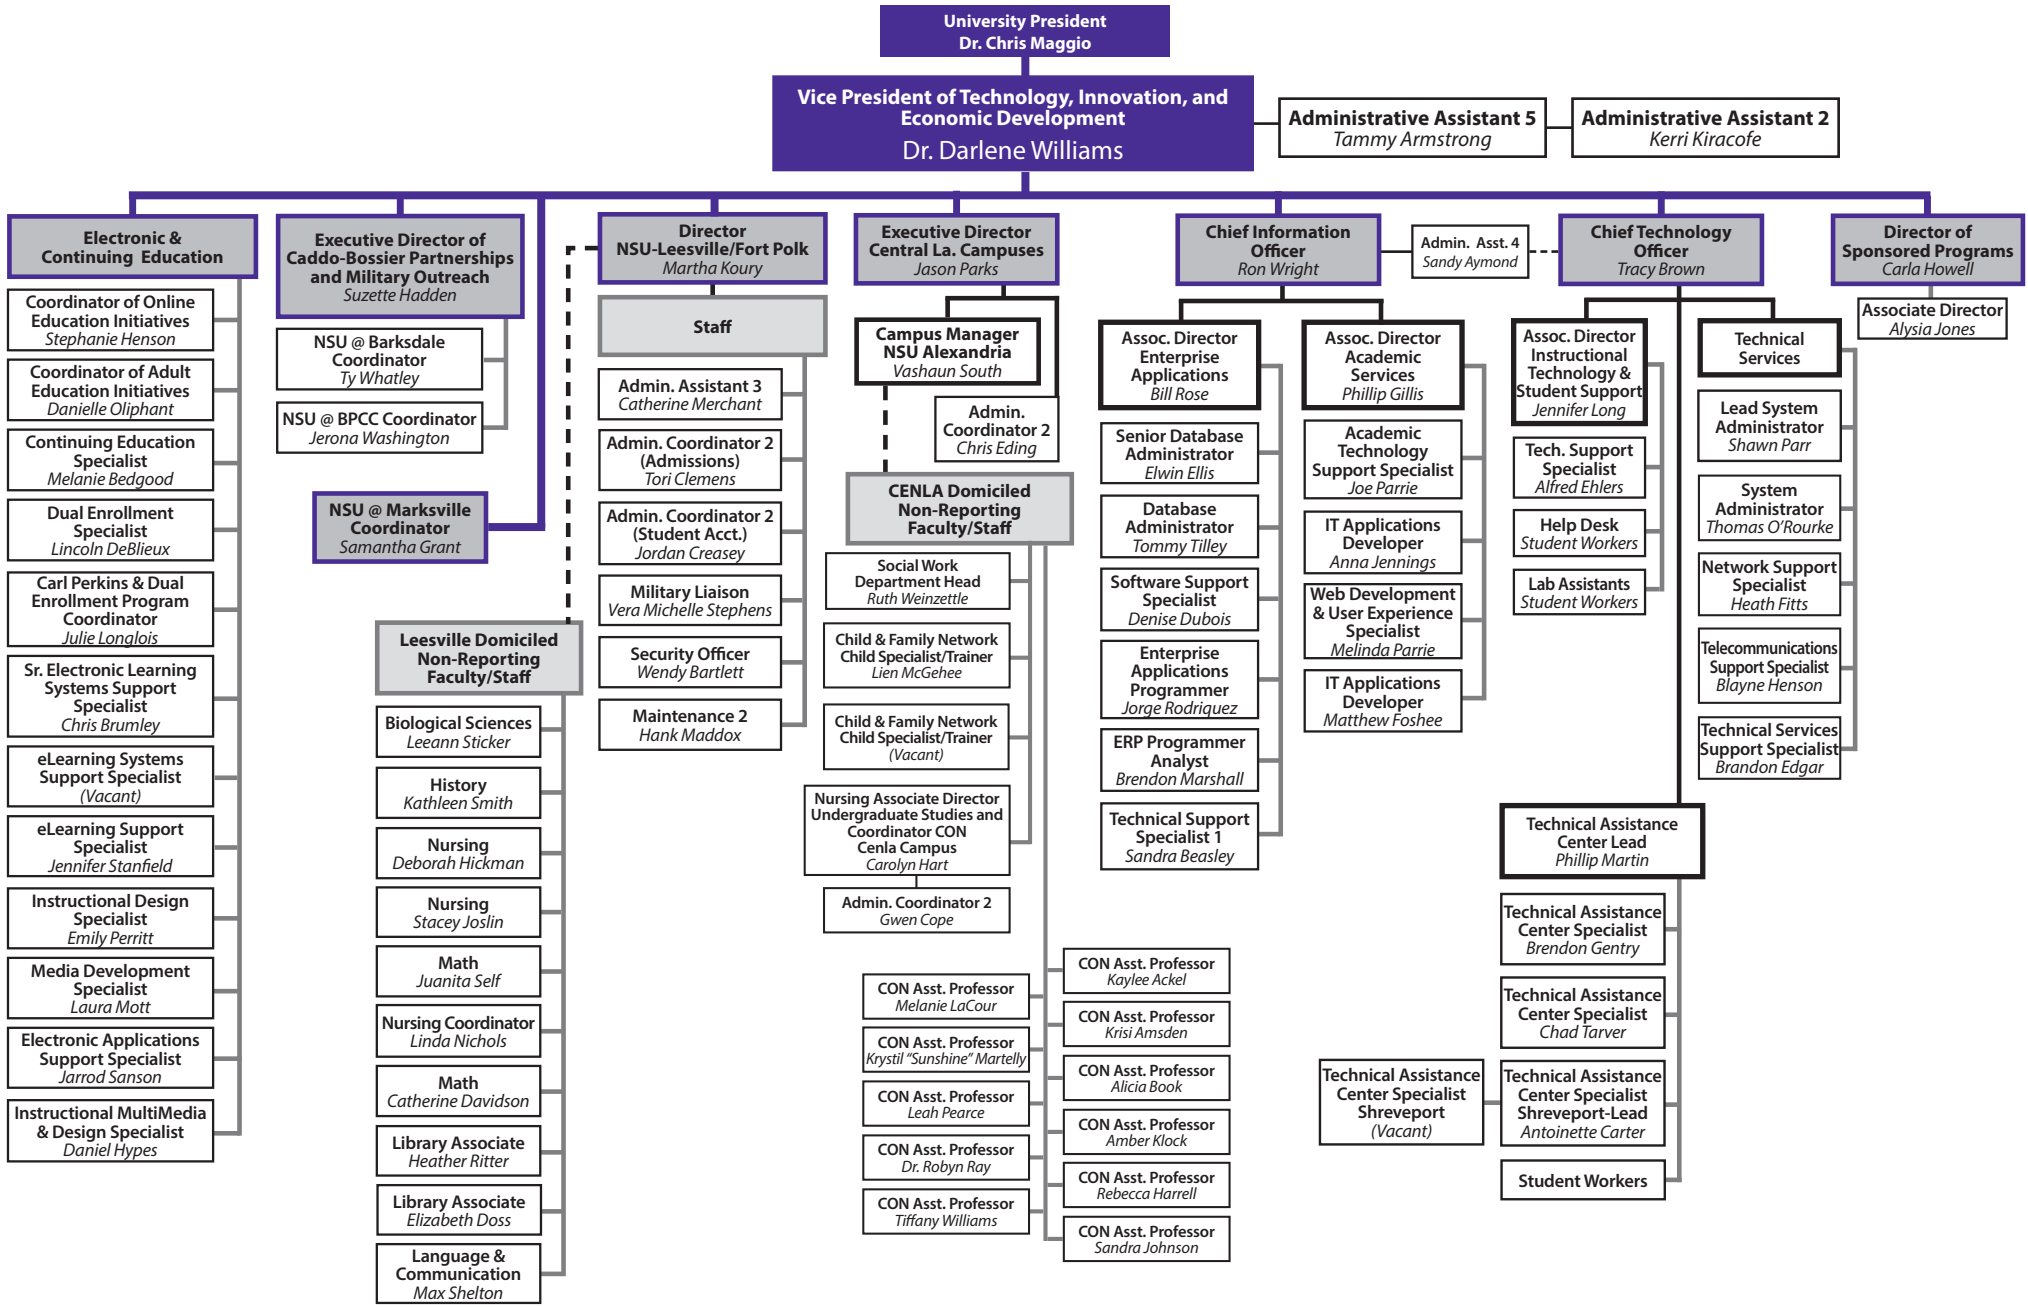 University President
Dr. Chris Maggio
Vice President of Technology, Innovation, and
Economic Development
Dr. Darlene Williams
Administrative Assistant 5
Tammy Armstrong
Administrative Assistant 2
Kerri Kiracofe
Electronic &
Continuing Education
Coordinator of Online
Education Initiatives
Stephanie Henson
Coordinator of Adult
Education Initiatives
Danielle Oliphant
Continuing Education
Specialist
Melanie Bedgood
Dual Enrollment
Specialist
Lincoln DeBlieux
Carl Perkins & Dual
Enrollment Program
Coordinator
Julie Longlois
Sr. Electronic Learning
Systems Support
Specialist
Chris Brumley
eLearning Systems
Support Specialist
(Vacant)
eLearning Support
Specialist
Jennifer Stanfield
Instructional Design
Specialist
Emily Perritt
Media Development
Specialist
Laura Mott
Electronic Applications
Support Specialist
Jarrod Sanson
Instructional MultiMedia
& Design Specialist
Daniel Hypes
Executive Director of
Caddo-Bossier Partnerships
and Military Outreach
Suzette Hadden
NSU @ Barksdale
Coordinator
Ty Whatley
NSU @ BPCC Coordinator
Jerona Washington
NSU @ Marksville
Coordinator
Samantha Grant
Director
NSU-Leesville/Fort Polk
Martha Koury
Staff
Admin. Assistant 3
Catherine Merchant
Admin. Coordinator 2
(Admissions)
Tori Clemens
Admin. Coordinator 2
(Student Acct.)
Jordan Creasey
Military Liaison
Vera Michelle Stephens
Security Officer
Wendy Bartlett
Maintenance 2
Hank Maddox
Leesville Domiciled
Non-Reporting
Faculty/Staff
Biological Sciences
Leeann Sticker
History
Kathleen Smith
Nursing
Deborah Hickman
Nursing
Stacey Joslin
Math
Juanita Self
Nursing Coordinator
Linda Nichols
Math
Catherine Davidson
Library Associate
Heather Ritter
Library Associate
Elizabeth Doss
Language &
Communication
Max Shelton
Executive Director
Central La. Campuses
Jason Parks
Campus Manager
NSU Alexandria
Vashaun South
Admin.
Coordinator 2
Chris Eding
CENLA Domiciled
Non-Reporting
Faculty/Staff
Social Work
Department Head
Ruth Weinzettle
Child & Family Network
Child Specialist/Trainer
Lien McGehee
Child & Family Network
Child Specialist/Trainer
(Vacant)
Nursing Associate Director
Undergraduate Studies and
Coordinator CON
Cenla Campus
Carolyn Hart
Admin. Coordinator 2
Gwen Cope
CON Asst. Professor
Melanie LaCour
CON Asst. Professor
Krystil “Sunshine” Martelly
CON Asst. Professor
Leah Pearce
CON Asst. Professor
Dr. Robyn Ray
CON Asst. Professor
Tiffany Williams
CON Asst. Professor
Kaylee Ackel
CON Asst. Professor
Krisi Amsden
CON Asst. Professor
Alicia Book
CON Asst. Professor
Amber Klock
CON Asst. Professor
Rebecca Harrell
CON Asst. Professor
Sandra Johnson
Chief Information
Officer
Ron Wright
Admin. Asst. 4
Sandy Aymond
Assoc. Director
Enterprise
Applications
Bill Rose
Senior Database
Administrator
Elwin Ellis
Database
Administrator
Tommy Tilley
Software Support
Specialist
Denise Dubois
Enterprise
Applications
Programmer
Jorge Rodriquez
ERP Programmer
Analyst
Brendon Marshall
Technical Support
Specialist 1
Sandra Beasley
Assoc. Director
Academic
Services
Phillip Gillis
Academic
Technology
Support Specialist
Joe Parrie
IT Applications
Developer
Anna Jennings
Web Development
& User Experience
Specialist
Melinda Parrie
IT Applications
Developer
Matthew Foshee
Chief Technology
Officer
Tracy Brown
Assoc. Director
Instructional
Technology &
Student Support
Jennifer Long
Tech. Support
Specialist
Alfred Ehlers
Help Desk
Student Workers
Lab Assistants
Student Workers
Technical
Services
Lead System
Administrator
Shawn Parr
System
Administrator
Thomas O’Rourke
Network Support
Specialist
Heath Fitts
Telecommunications
Support Specialist
Blayne Henson
Technical Services
Support Specialist
Brandon Edgar
Technical Assistance
Center Lead
Phillip Martin
Technical Assistance
Center Specialist
Brendon Gentry
Technical Assistance
Center Specialist
Chad Tarver
Technical Assistance
Center Specialist
Shreveport
(Vacant)
Technical Assistance
Center Specialist
Shreveport-Lead
Antoinette Carter
Student Workers
Director of
Sponsored Programs
Carla Howell
Associate Director
Alysia Jones